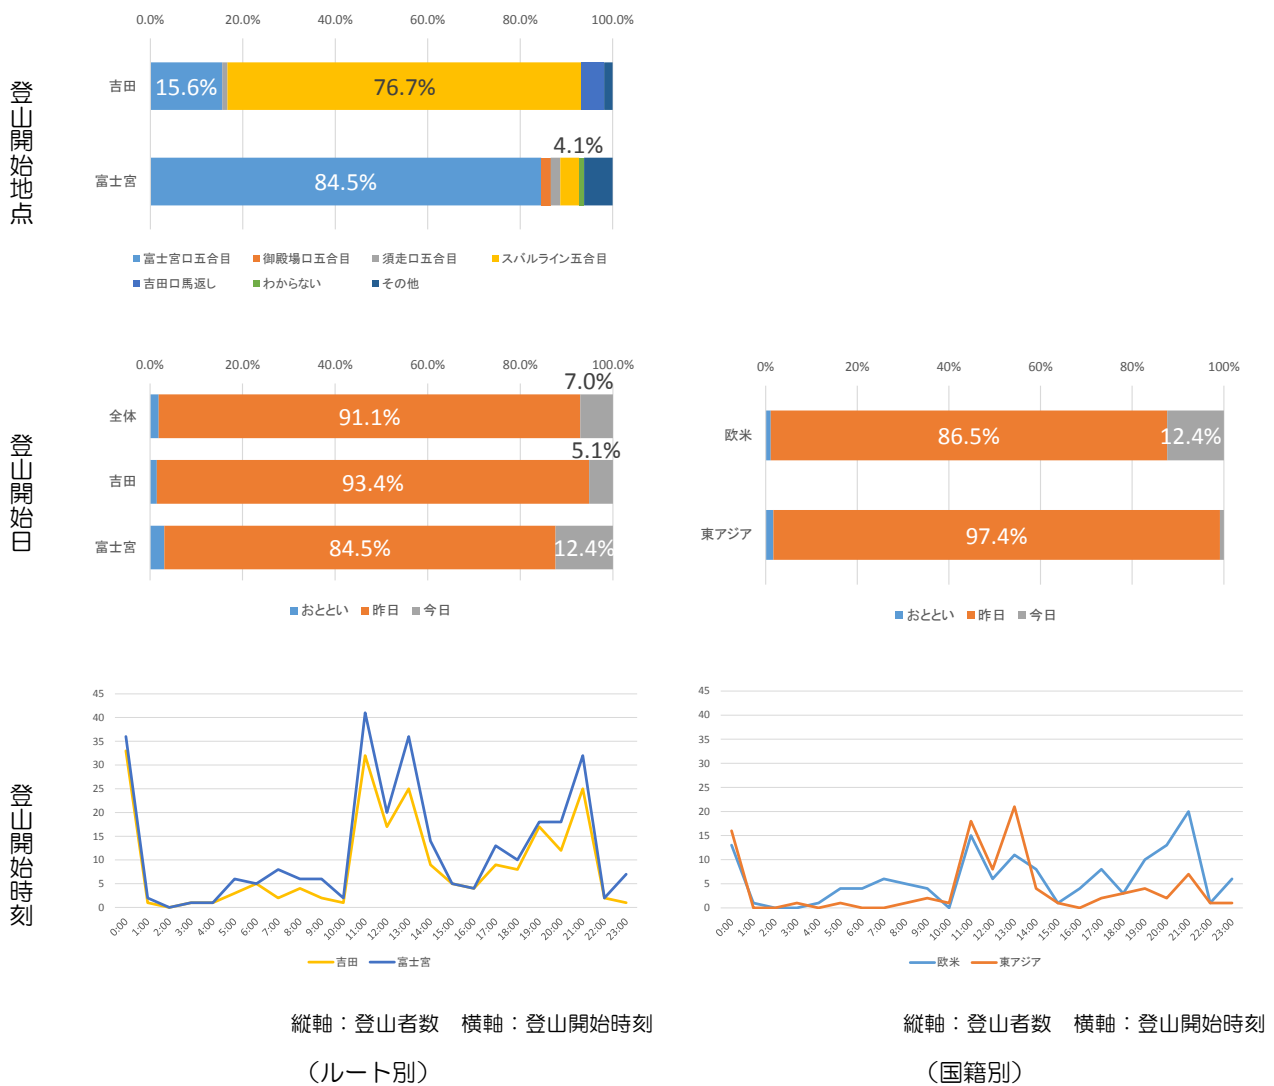 登山開始地点
0.0% 20.0% 40.0% 60.0% 80.0% 100.0%
吉田 15.6% 76.7%
4.1%
富士宮 84.5%
富士宮口五合目 御殿場口五合目 須走口五合目 スバルライン五合目
吉田口馬返し わからない その他
登山開始日
0.0% 20.0% 40.0% 60.0% 80.0% 100.0%
7.0%
全体 91.1%
5.1%
吉田 93.4%
富士宮 84.5% 12.4%
おととい 昨日 今日
0% 20% 40% 60% 80% 100%
欧米 86.5% 12.4%
東アジア 97.4%
おととい 昨日 今日
登山開始時刻
45
40
35
30
25
20
15
10
5
0
0:00 1:00 2:00 3:00 4:00 5:00 6:00 7:00 8:00 9:00 10:00 11:00 12:00 13:00 14:00 15:00 16:00 17:00 18:00 19:00 20:00 21:00 22:00 23:00
吉田 富士宮
縦軸：登山者数 横軸：登山開始時刻
（ルート別）
45
40
35
30
25
20
15
10
5
0
0:00 1:00 2:00 3:00 4:00 5:00 6:00 7:00 8:00 9:00 10:00 11:00 12:00 13:00 14:00 15:00 16:00 17:00 18:00 19:00 20:00 21:00 22:00 23:00
欧米 東アジア
縦軸：登山者数 横軸：登山開始時刻
（国籍別）